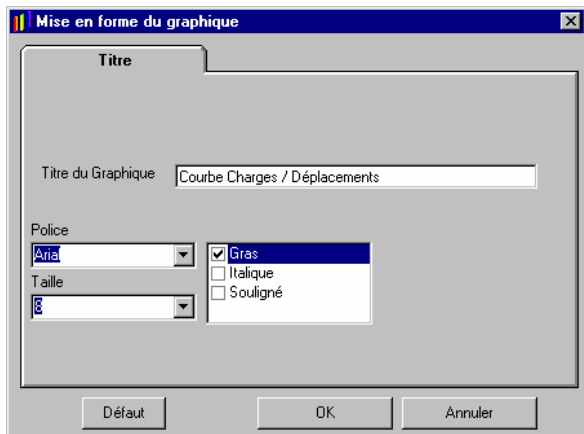 Mise en forme du graphique
Titre
Titre du Graphique
Courbe Charges / Déplacements
Police
Arial
Gras
Italique
Souligné
Taille
8
Défaut
OK
Annuler